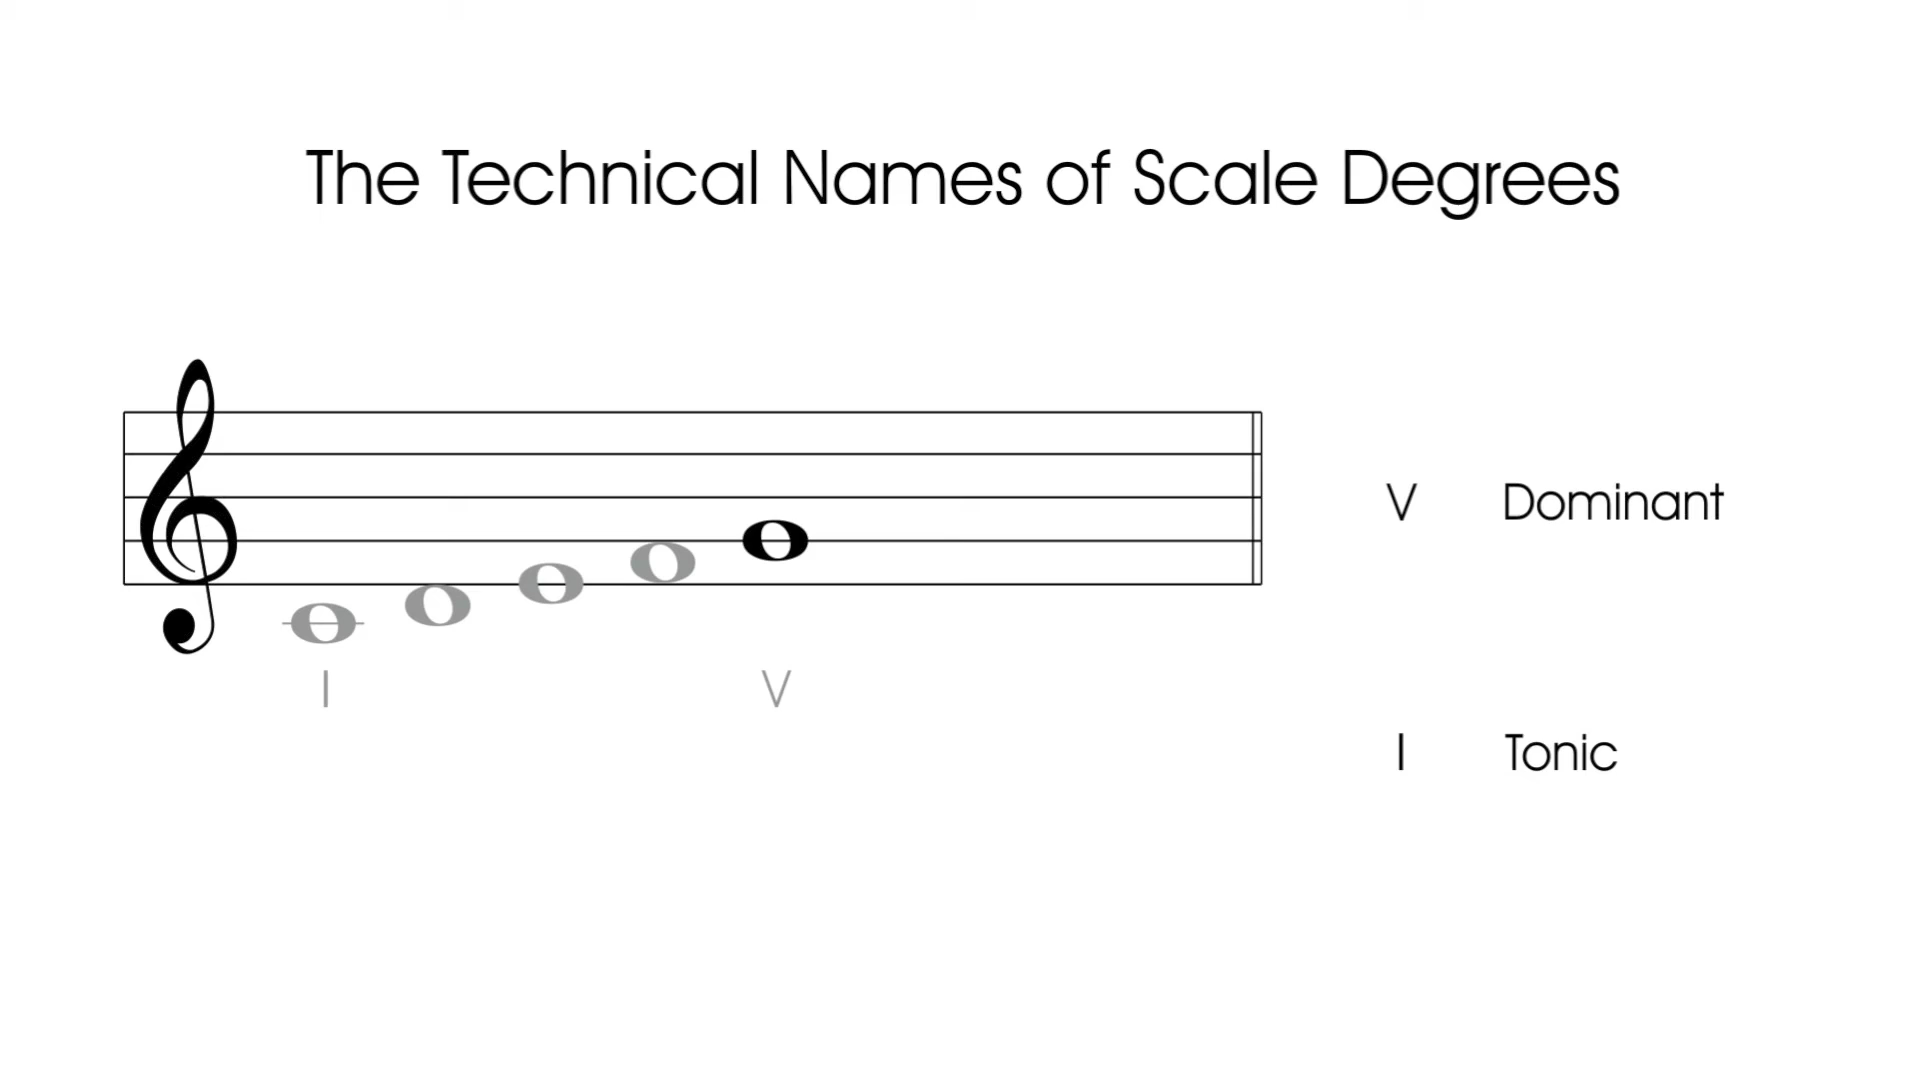 The Technical Names of Scale Degrees
V Dominant
I V
I Tonic